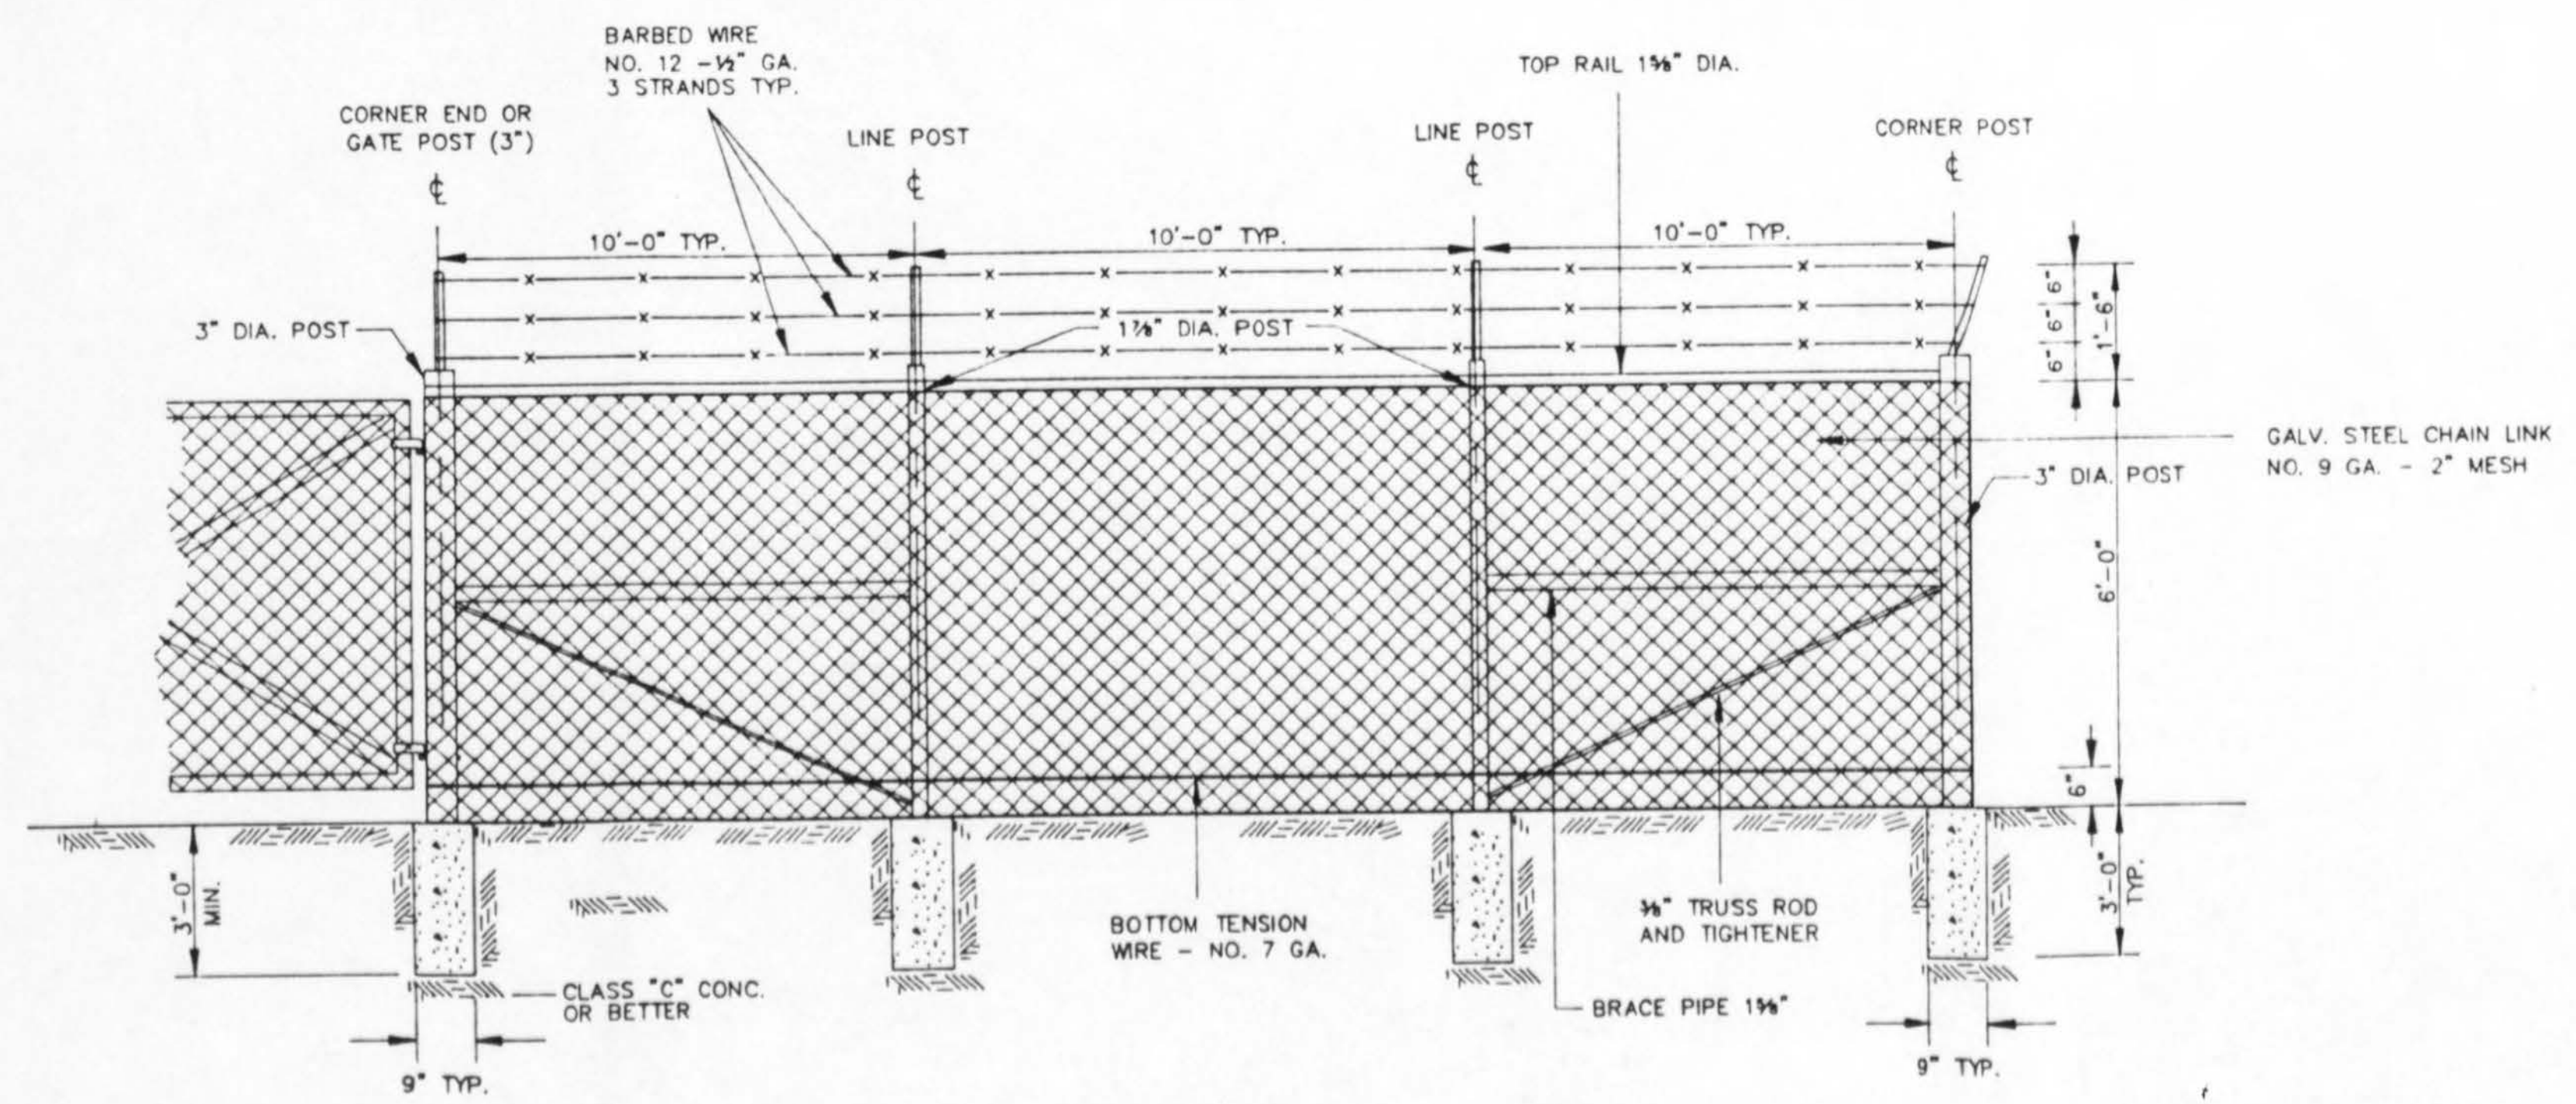 BARBED WIRE
NO. 12 -½" GA.
3 STRANDS TYP.
TOP RAIL 1⅝" DIA.
CORNER END OR
GATE POST (3")
LINE POST
LINE POST
CORNER POST
℄
℄
℄
℄
10'-0" TYP.
10'-0" TYP.
10'-0" TYP.
3" DIA. POST
1⅞" DIA. POST
6"
6"
6"
1'-6"
GALV. STEEL CHAIN LINK
NO. 9 GA. - 2" MESH
3" DIA. POST
6'-0"
6"
3'-0"
MIN.
3'-0"
TYP.
BOTTOM TENSION
WIRE - NO. 7 GA.
⅜" TRUSS ROD
AND TIGHTENER
CLASS "C" CONC.
OR BETTER
BRACE PIPE 1⅝"
9" TYP.
9" TYP.